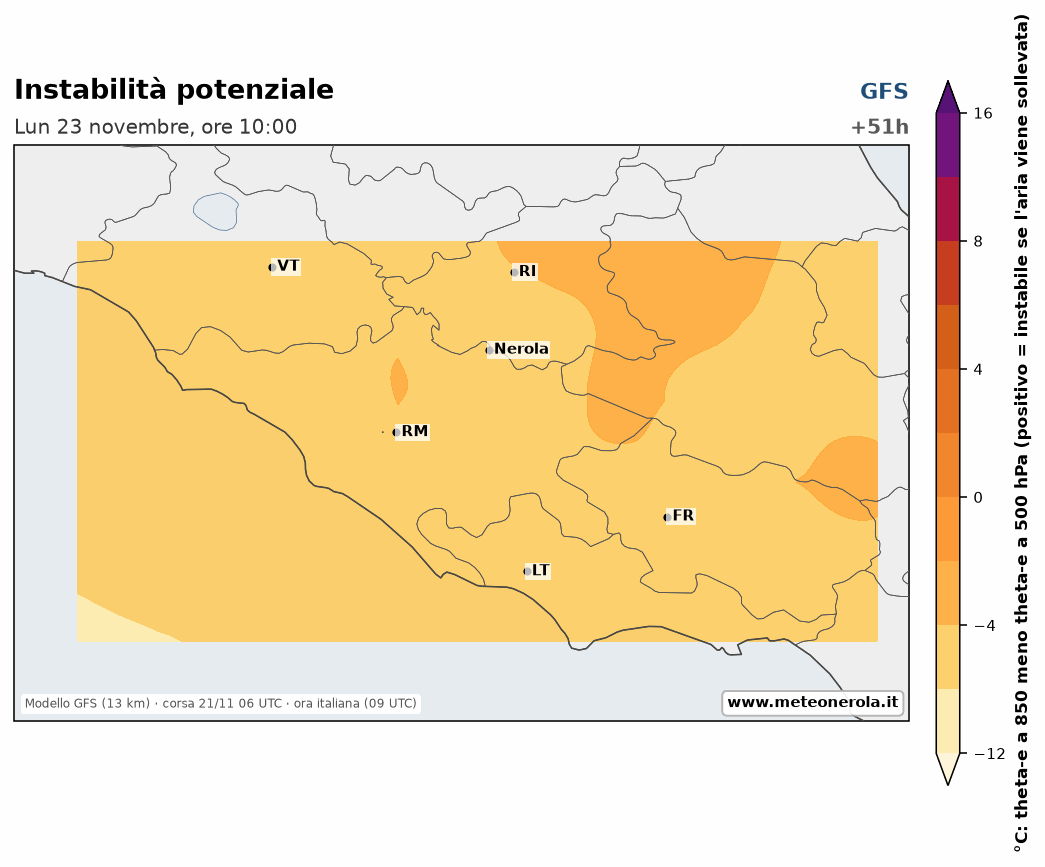 Instabilità potenziale
GFS
Lun 23 novembre, ore 10:00
+51h
VT
RI
Nerola
RM
FR
LT
Modello GFS (13 km) · corsa 21/11 06 UTC · ora italiana (09 UTC)
www.meteonerola.it
16
8
4
0
−4
−12
°C: theta-e a 850 meno theta-e a 500 hPa (positivo = instabile se l'aria viene sollevata)